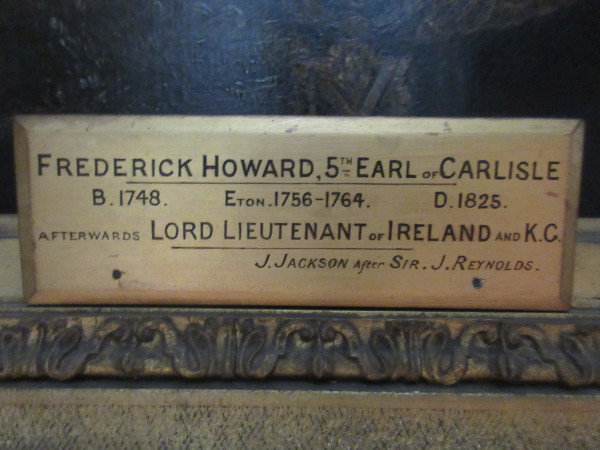 FREDERICK HOWARD, 5TH EARL OF CARLISLE
B. 1748. ETON. 1756-1764. D. 1825.
AFTERWARDS LORD LIEUTENANT OF IRELAND AND K.G.
J. JACKSON After SIR. J. REYNOLDS.